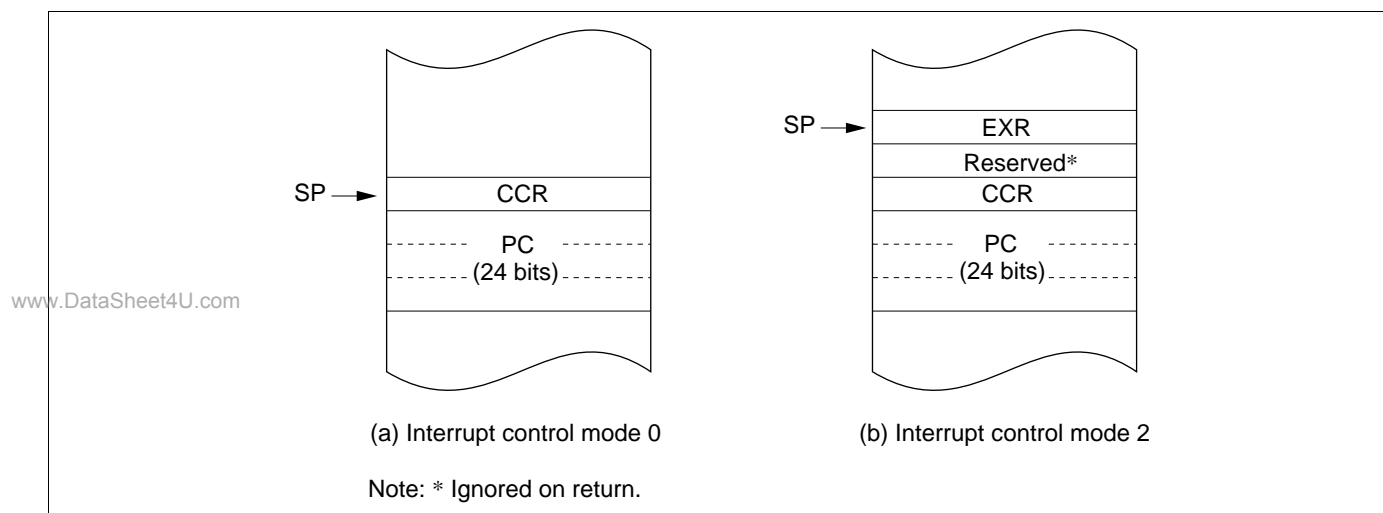 SP
CCR
PC
(24 bits)
(a) Interrupt control mode 0
SP
EXR
Reserved*
CCR
PC
(24 bits)
(b) Interrupt control mode 2
Note: * Ignored on return.
www.DataSheet4U.com